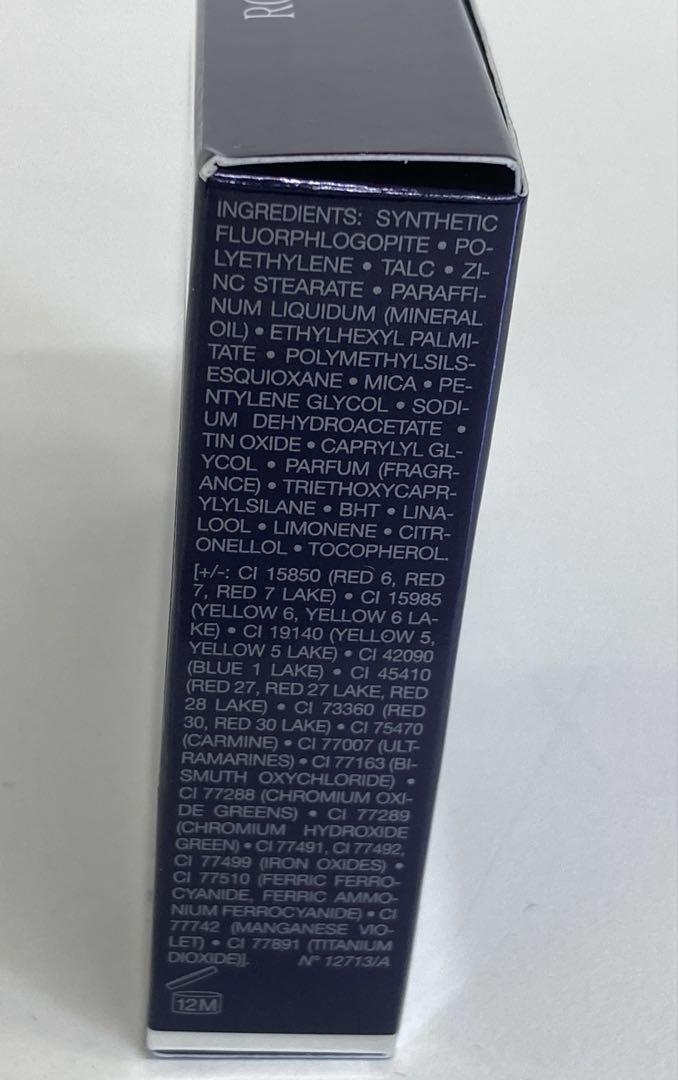 INGREDIENTS: SYNTHETIC
FLUORPHLOGOPITE • PO-
LYETHYLENE • TALC • ZI-
NC STEARATE • PARAFFI-
NUM LIQUIDUM (MINERAL
OIL) • ETHYLHEXYL PALMI-
TATE • POLYMETHYLSILS-
ESQUIOXANE • MICA • PE-
NTYLENE GLYCOL • SODI-
UM DEHYDROACETATE •
TIN OXIDE • CAPRYLYL GL-
YCOL • PARFUM (FRAGR-
ANCE) • TRIETHOXYCAPR-
YLYLSILANE • BHT • LINA-
LOOL • LIMONENE • CITR-
ONELLOL • TOCOPHEROL.
[+/-: CI 15850 (RED 6, RED
7, RED 7 LAKE) • CI 15985
(YELLOW 6, YELLOW 6 LA-
KE) • CI 19140 (YELLOW 5,
YELLOW 5 LAKE) • CI 42090
(BLUE 1 LAKE) • CI 45410
(RED 27, RED 27 LAKE, RED
28 LAKE) • CI 73360 (RED
30, RED 30 LAKE) • CI 75470
(CARMINE) • CI 77007 (ULT-
RAMARINES) • CI 77163 (BI-
SMUTH OXYCHLORIDE) •
CI 77288 (CHROMIUM OXI-
DE GREENS) • CI 77289
(CHROMIUM HYDROXIDE
GREEN) • CI 77491, CI 77492,
CI 77499 (IRON OXIDES) •
CI 77510 (FERRIC FERRO-
CYANIDE, FERRIC AMMO-
NIUM FERROCYANIDE) • CI
77742 (MANGANESE VIO-
LET) • CI 77891 (TITANIUM
DIOXIDE)]. N° 12713/A
12M